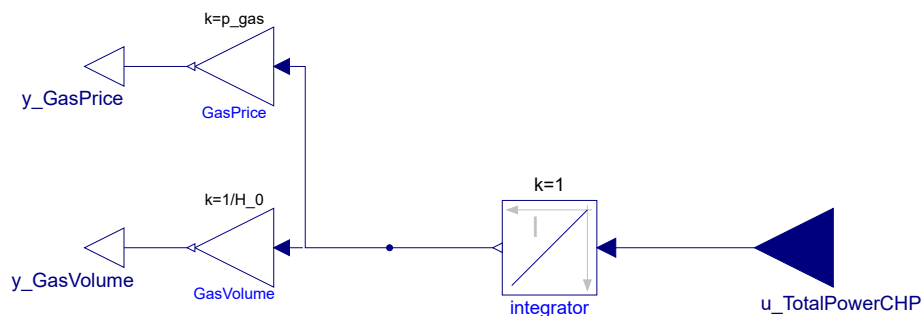 k=p_gas
y_GasPrice
GasPrice
k=1/H_0
k=1
I
y_GasVolume
GasVolume
integrator
u_TotalPowerCHP